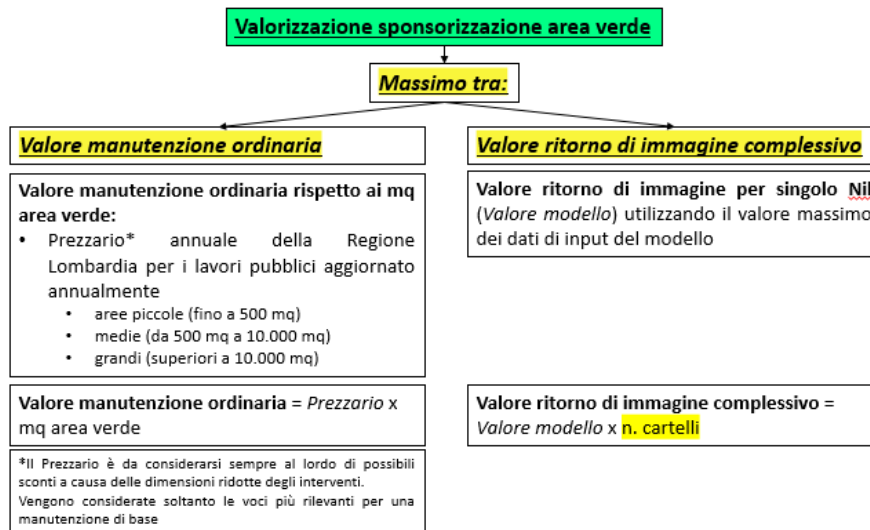 Valorizzazione sponsorizzazione area verde
Massimo tra:
Valore manutenzione ordinaria
Valore manutenzione ordinaria rispetto ai mq
area verde:
• Prezzario* annuale della Regione
Lombardia per i lavori pubblici aggiornato
annualmente
• aree piccole (fino a 500 mq)
• medie (da 500 mq a 10.000 mq)
• grandi (superiori a 10.000 mq)
Valore manutenzione ordinaria = Prezzario x
mq area verde
*Il Prezzario è da considerarsi sempre al lordo di possibili
sconti a causa delle dimensioni ridotte degli interventi.
Vengono considerate soltanto le voci più rilevanti per una
manutenzione di base
Valore ritorno di immagine complessivo
Valore ritorno di immagine per singolo Nil
(Valore modello) utilizzando il valore massimo
dei dati di input del modello
Valore ritorno di immagine complessivo =
Valore modello x n. cartelli